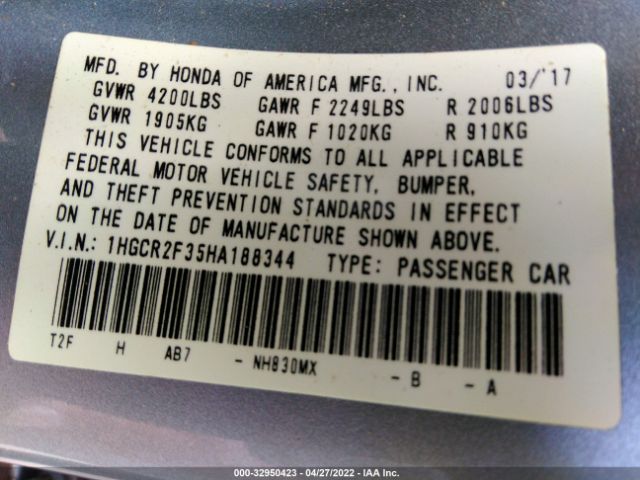 MFD. BY HONDA OF AMERICA MFG., INC. 03/'17
GVWR 4200LBS GAWR F 2249LBS R 2006LBS
GVWR 1905KG GAWR F 1020KG R 910KG
THIS VEHICLE CONFORMS TO ALL APPLICABLE
FEDERAL MOTOR VEHICLE SAFETY, BUMPER,
AND THEFT PREVENTION STANDARDS IN EFFECT
ON THE DATE OF MANUFACTURE SHOWN ABOVE.
V.I.N.: 1HGCR2F35HA188344 TYPE: PASSENGER CAR
T2F H AB7 - NH830MX - B - A
000-32950423 - 04/27/2022 - IAA Inc.